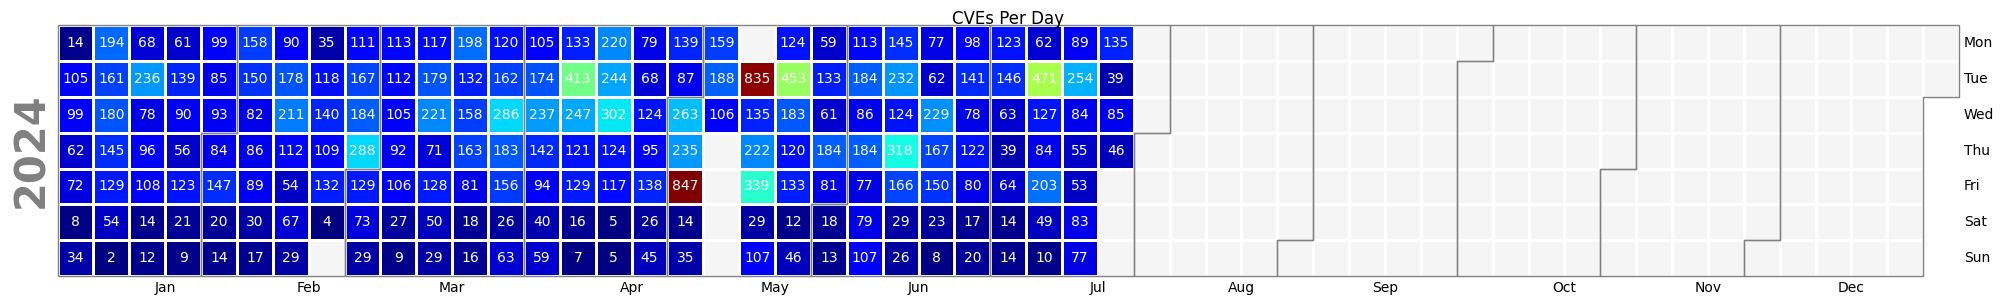 CVEs Per Day
2024
14 194 68 61 99 158 90 35 111 113 117 198 120 105 133 220 79 139 159 124 59 113 145 77 98 123 62 89 135 Mon
105 161 236 139 85 150 178 118 167 112 179 132 162 174 413 244 68 87 188 835 453 133 184 232 62 141 146 471 254 39 Tue
99 180 78 90 93 82 211 140 184 105 221 158 286 237 247 302 124 263 106 135 183 61 86 124 229 78 63 127 84 85 Wed
62 145 96 56 84 86 112 109 288 92 71 163 183 142 121 124 95 235 222 120 184 184 318 167 122 39 84 55 46 Thu
72 129 108 123 147 89 54 132 129 106 128 81 156 94 129 117 138 847 339 133 81 77 166 150 80 64 203 53 Fri
8 54 14 21 20 30 67 4 73 27 50 18 26 40 16 5 26 14 29 12 18 79 29 23 17 14 49 83 Sat
34 2 12 9 14 17 29 29 9 29 16 63 59 7 5 45 35 107 46 13 107 26 8 20 14 10 77 Sun
Jan Feb Mar Apr May Jun Jul Aug Sep Oct Nov Dec